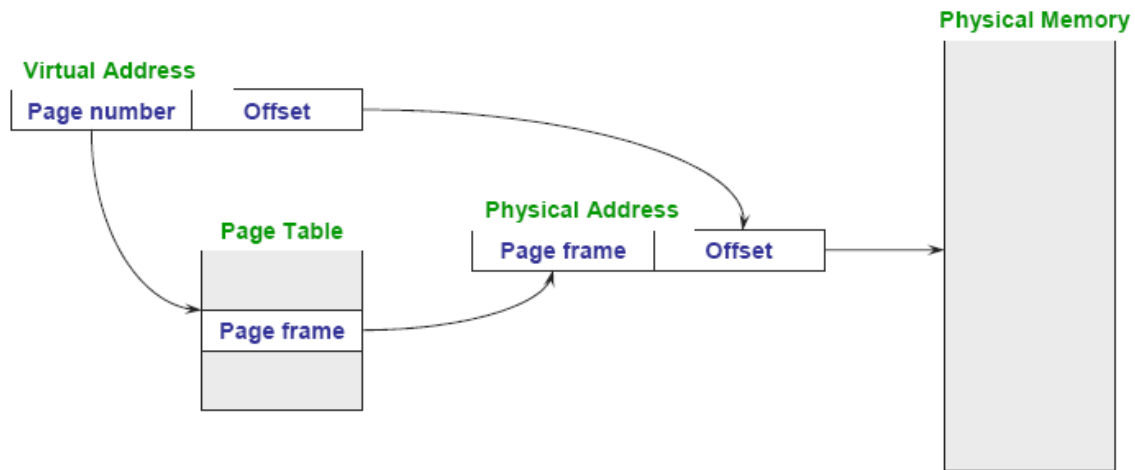 Physical Memory
Virtual Address
Page number Offset
Physical Address
Page Table
Page frame Offset
Page frame